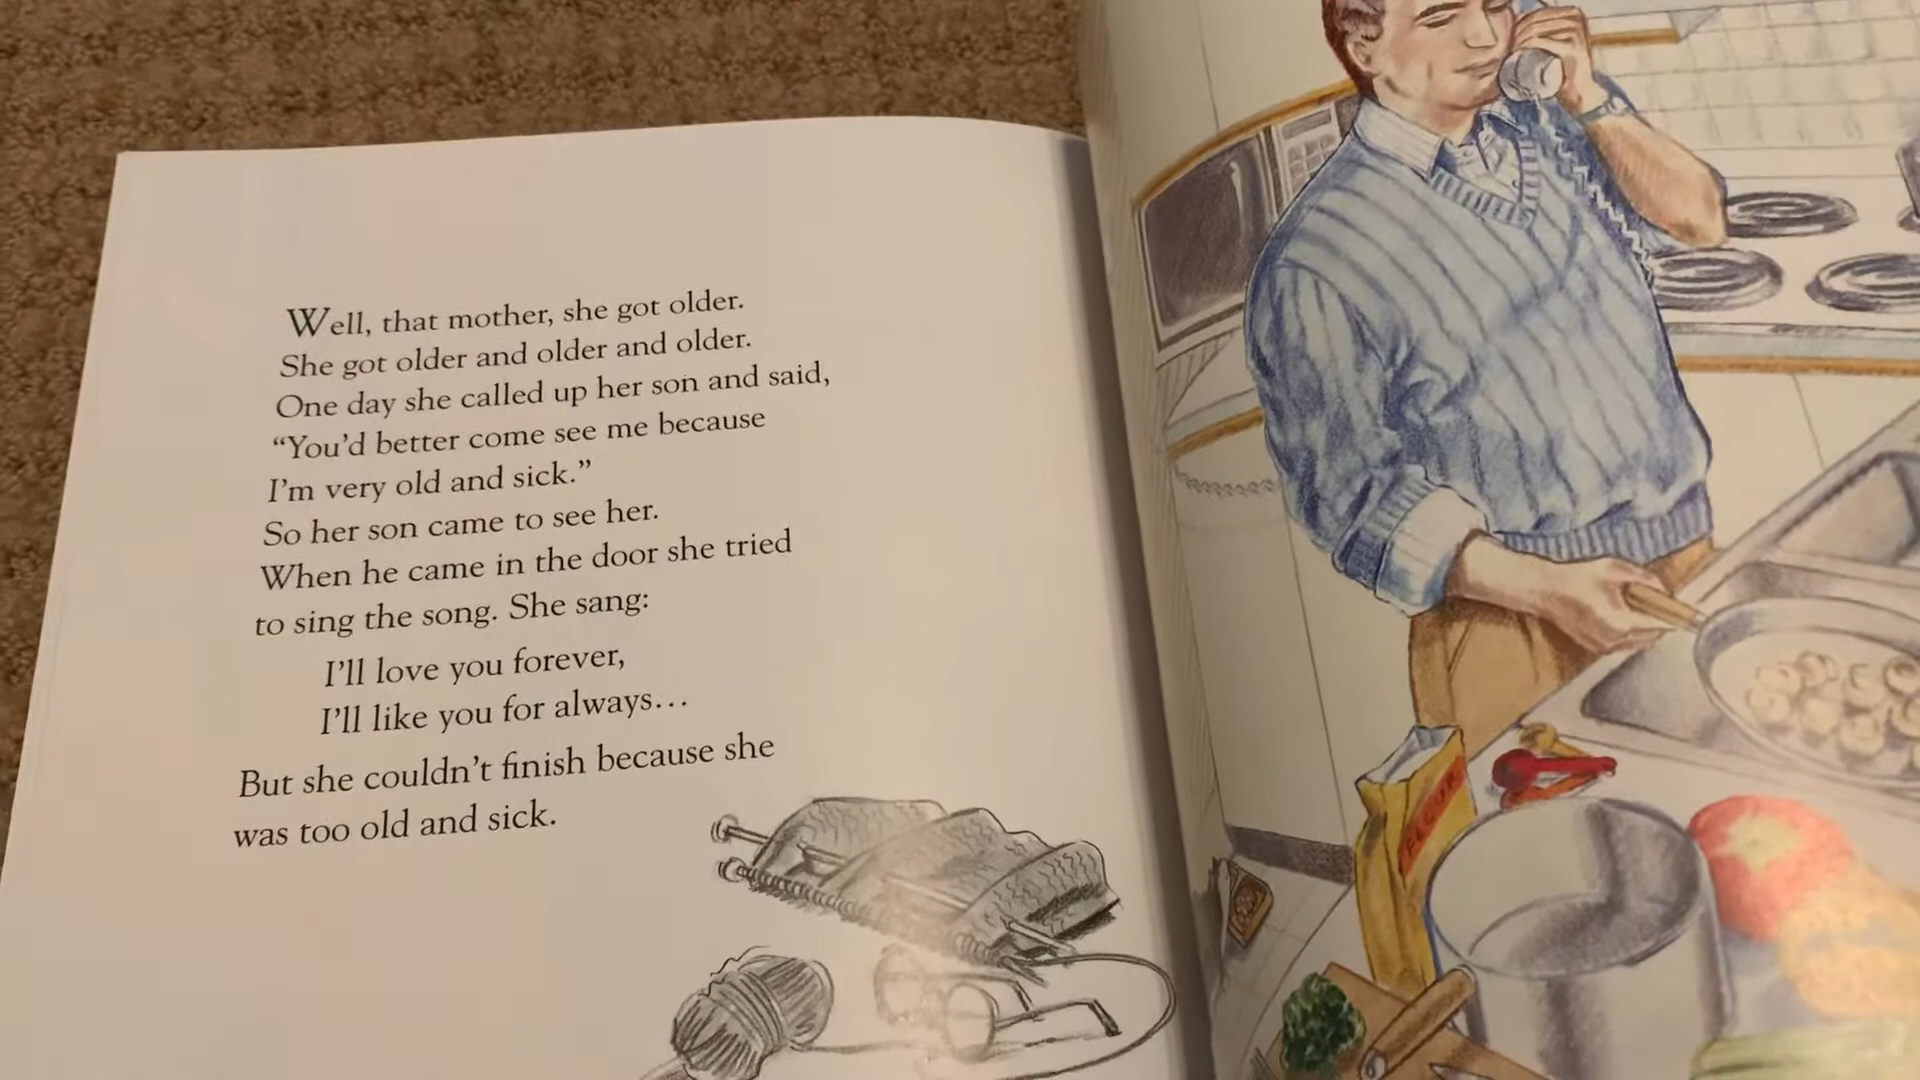 Well, that mother, she got older.
She got older and older and older.
One day she called up her son and said,
“You’d better come see me because
I’m very old and sick.”
So her son came to see her.
When he came in the door she tried
to sing the song. She sang:
I’ll love you forever,
I’ll like you for always…
But she couldn’t finish because she
was too old and sick.
FLOUR